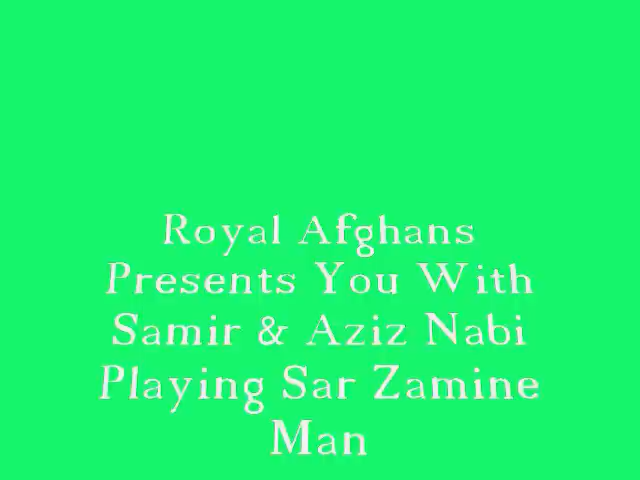 Royal Afghans
Presents You With
Samir & Aziz Nabi
Playing Sar Zamine
Man